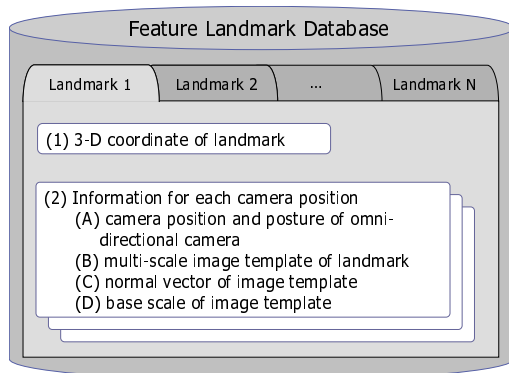 Feature Landmark Database
Landmark 1
Landmark 2
...
Landmark N
(1) 3-D coordinate of landmark
(2) Information for each camera position
(A) camera position and posture of omni-
directional camera
(B) multi-scale image template of landmark
(C) normal vector of image template
(D) base scale of image template